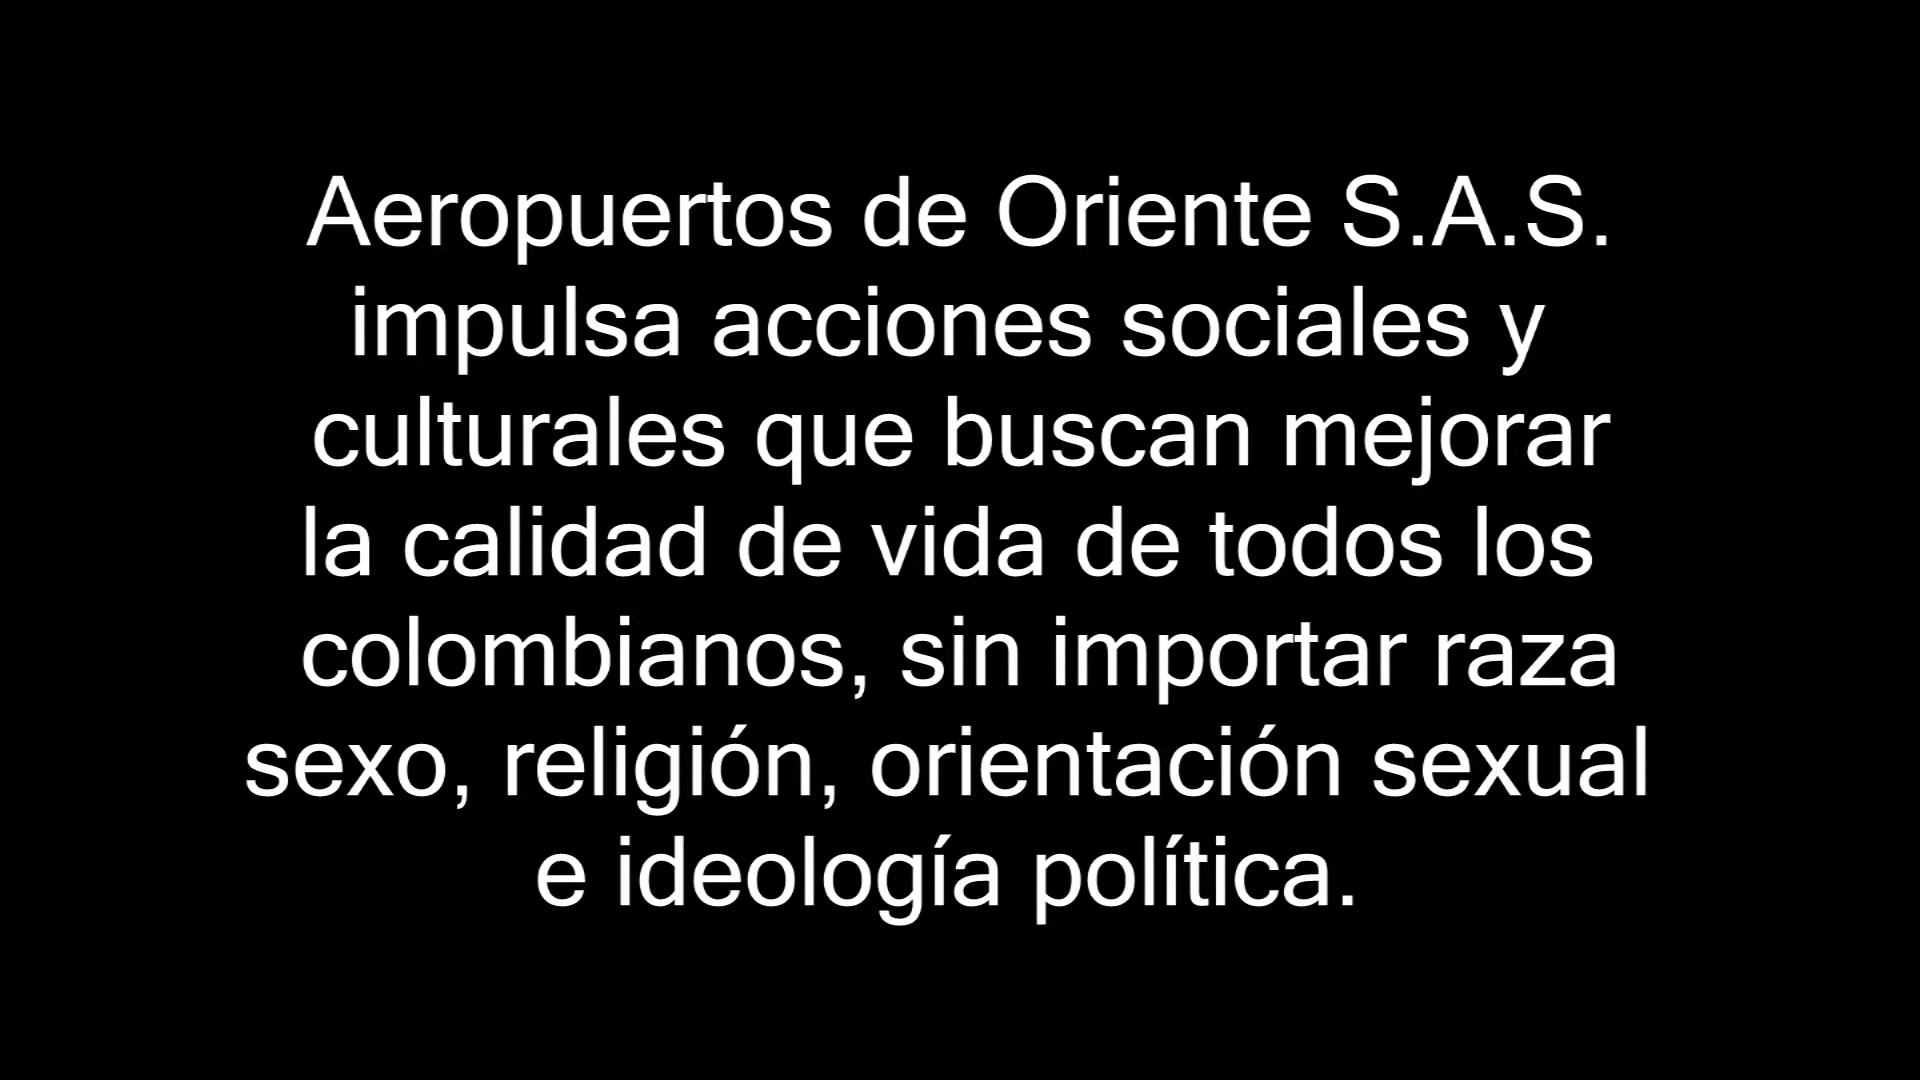 Aeropuertos de Oriente S.A.S.
impulsa acciones sociales y
culturales que buscan mejorar
la calidad de vida de todos los
colombianos, sin importar raza
sexo, religión, orientación sexual
e ideología política.